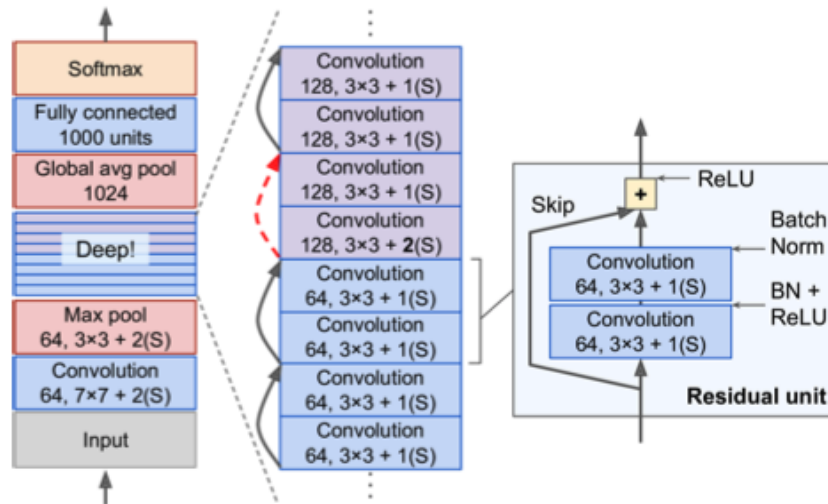 Softmax
Fully connected
1000 units
Global avg pool
1024
Deep!
Max pool
64, 3×3 + 2(S)
Convolution
64, 7×7 + 2(S)
Input
Convolution
128, 3×3 + 1(S)
Convolution
128, 3×3 + 1(S)
Convolution
128, 3×3 + 1(S)
Convolution
128, 3×3 + 2(S)
Convolution
64, 3×3 + 1(S)
Convolution
64, 3×3 + 1(S)
Convolution
64, 3×3 + 1(S)
Convolution
64, 3×3 + 1(S)
ReLU
+
Skip
Batch
Norm
Convolution
64, 3×3 + 1(S)
BN +
ReLU
Convolution
64, 3×3 + 1(S)
Residual unit